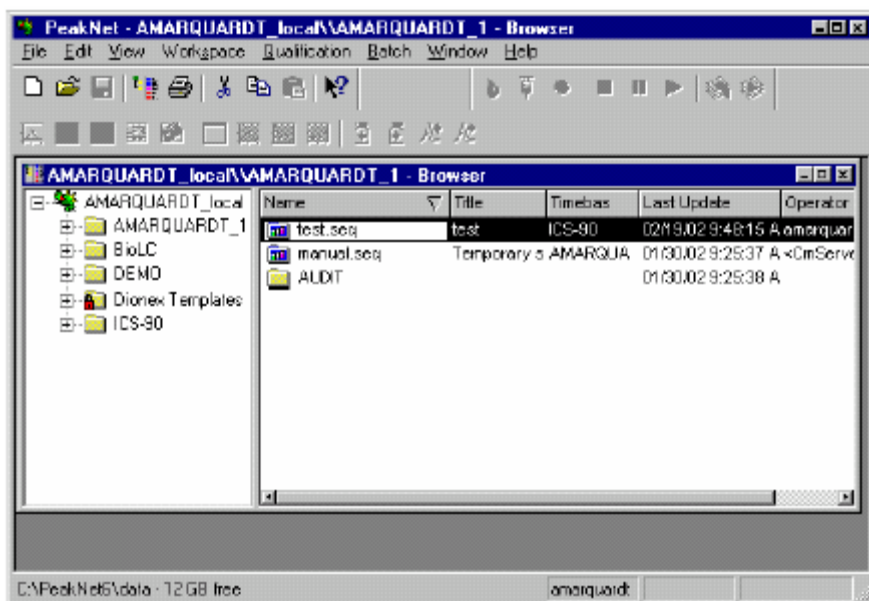 PeakNet - AMARQUARDT_local\\AMARQUARDT_1 - Browser
File Edit View Workspace Qualification Batch Window Help
AMARQUARDT_local\\AMARQUARDT_1 - Browser
AMARQUARDT_local
AMARQUARDT_1
BioLC
DEMO
Dionex Templates
ICS-90
Name Title Timebas Last Update Operator
test.seq test ICS-90 02/19/02 9:48:15 A amarquar
manual.seq Temporary s AMARQUA 01/30/02 9:25:37 A <CmServe
AUDIT 01/30/02 9:25:38 A
C:\PeakNet6\data - 12 GB free amarquardt